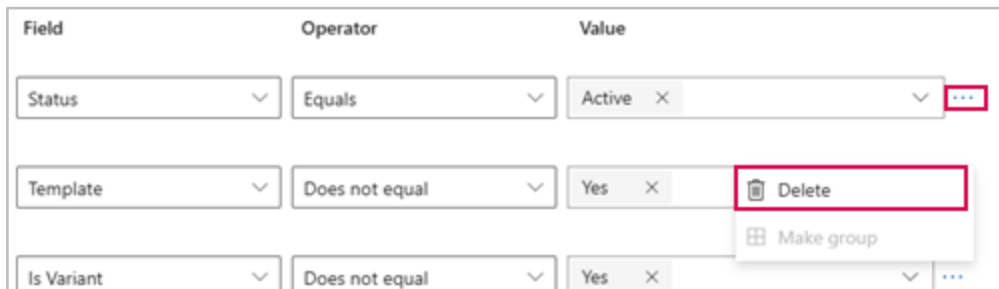 Field Operator Value
Status Equals Active ×
Template Does not equal Yes ×
Delete
Make group
Is Variant Does not equal Yes ×